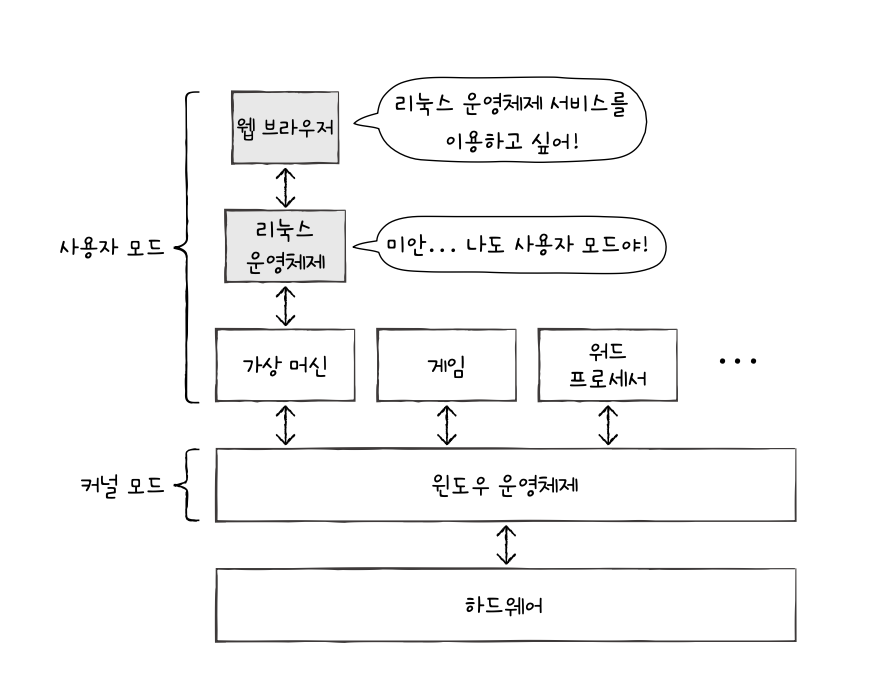 웹 브라우저
리눅스 운영체제 서비스를
이용하고 싶어!
사용자 모드
리눅스
운영체제
미안... 나도 사용자 모드야!
가상 머신
게임
워드
프로세서
...
커널 모드
윈도우 운영체제
하드웨어